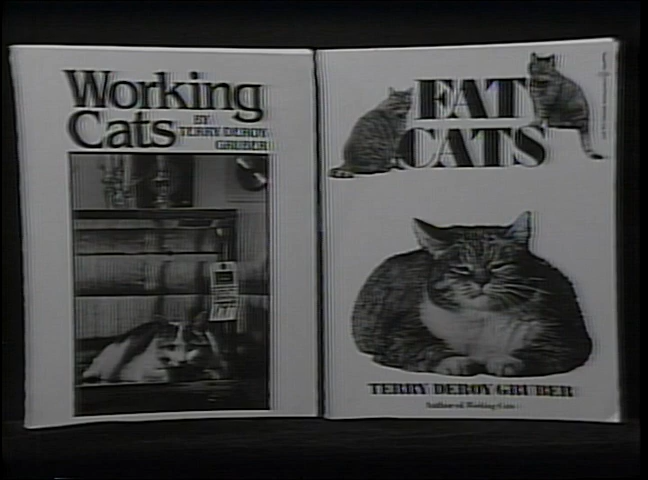 Working
Cats
BY
TERRY DEROY
GRUBER
FAT
CATS
TERRY DEROY GRUBER
Author of Working Cats